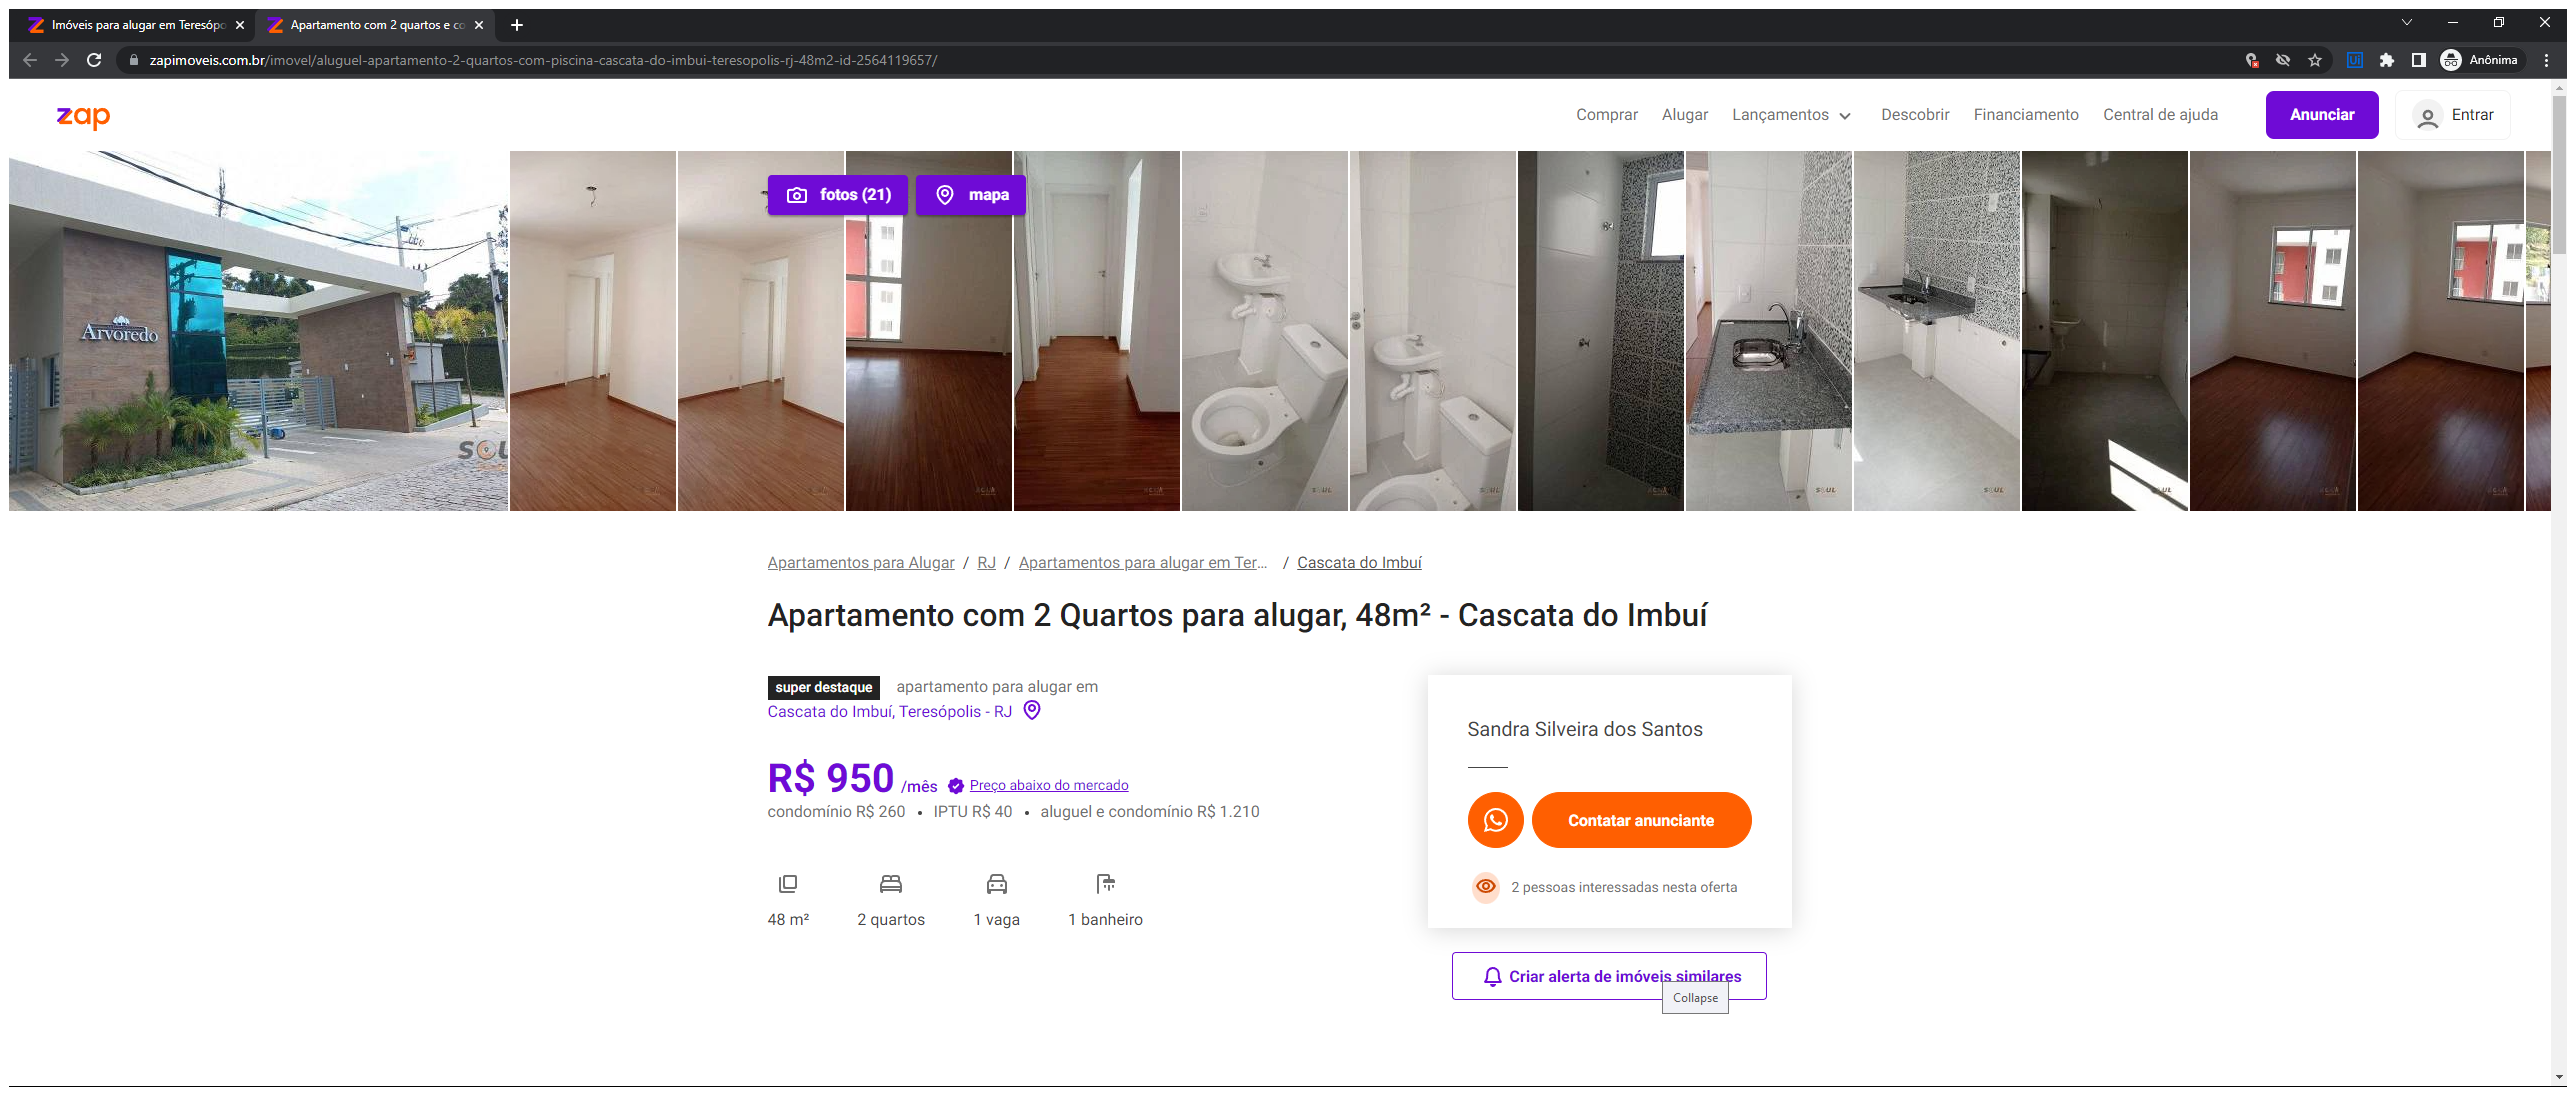 Imóveis para alugar em Teresópo
Apartamento com 2 quartos e co
zapimoveis.com.br/imovel/aluguel-apartamento-2-quartos-com-piscina-cascata-do-imbui-teresopolis-rj-48m2-id-2564119657/
Anônima
zap
Comprar Alugar Lançamentos Descobrir Financiamento Central de ajuda Anunciar Entrar
fotos (21) mapa
Arvoredo
SOUL
Apartamentos para Alugar / RJ / Apartamentos para alugar em Ter... / Cascata do Imbuí
Apartamento com 2 Quartos para alugar, 48m² - Cascata do Imbuí
super destaque apartamento para alugar em
Cascata do Imbuí, Teresópolis - RJ
R$ 950 /mês Preço abaixo do mercado
condomínio R$ 260 • IPTU R$ 40 • aluguel e condomínio R$ 1.210
48 m² 2 quartos 1 vaga 1 banheiro
Sandra Silveira dos Santos
Contatar anunciante
2 pessoas interessadas nesta oferta
Criar alerta de imóveis similares
Collapse